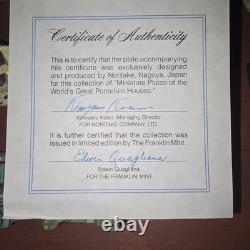 Certificate of Authenticity
This is to certify that the plate accompanying
this certificate was exclusively designed
and produced by Noritake, Nagoya, Japan
for this collection of "Miniature Plates of the
World's Great Porcelain Houses."
Managing Director
FOR NORITAKE COMPANY LTD.
It is further certified that the collection was
issued in limited edition by The Franklin Mint.
Edwin Quagliana
Edwin Quagliana
FOR THE FRANKLIN MINT